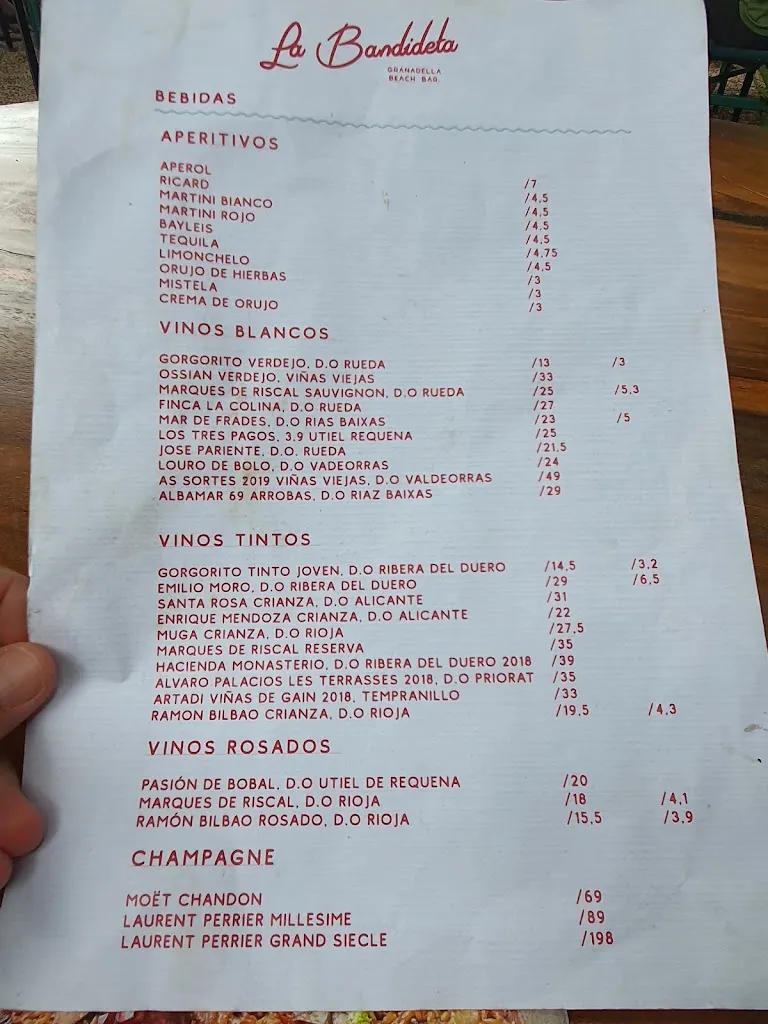 La Bandideta
GRANADELLA
BEACH BAR
BEBIDAS
APERITIVOS
APEROL /7
RICARD /4,5
MARTINI BIANCO /4,5
MARTINI ROJO /4,5
BAYLEIS /4,5
TEQUILA /4,75
LIMONCHELO /4,5
ORUJO DE HIERBAS /3
MISTELA /3
CREMA DE ORUJO /3
VINOS BLANCOS
GORGORITO VERDEJO, D.O RUEDA /13 /3
OSSIAN VERDEJO, VIÑAS VIEJAS /33
MARQUES DE RISCAL SAUVIGNON, D.O RUEDA /25 /5,3
FINCA LA COLINA, D.O RUEDA /27
MAR DE FRADES, D.O RIAS BAIXAS /23 /5
LOS TRES PAGOS, 3.9 UTIEL REQUENA /25
JOSE PARIENTE, D.O. RUEDA /21,5
LOURO DE BOLO, D.O VADEORRAS /24
AS SORTES 2019 VIÑAS VIEJAS, D.O VALDEORRAS /49
ALBAMAR 69 ARROBAS, D.O RIAZ BAIXAS /29
VINOS TINTOS
GORGORITO TINTO JOVEN, D.O RIBERA DEL DUERO /14,5 /3,2
EMILIO MORO, D.O RIBERA DEL DUERO /29 /6,5
SANTA ROSA CRIANZA, D.O ALICANTE /31
ENRIQUE MENDOZA CRIANZA, D.O ALICANTE /22
MUGA CRIANZA, D.O RIOJA /27,5
MARQUES DE RISCAL RESERVA /35
HACIENDA MONASTERIO, D.O RIBERA DEL DUERO 2018 /39
ALVARO PALACIOS LES TERRASSES 2018, D.O PRIORAT /35
ARTADI VIÑAS DE GAIN 2018, TEMPRANILLO /33
RAMON BILBAO CRIANZA, D.O RIOJA /19,5 /4,3
VINOS ROSADOS
PASIÓN DE BOBAL, D.O UTIEL DE REQUENA /20
MARQUES DE RISCAL, D.O RIOJA /18 /4,1
RAMÓN BILBAO ROSADO, D.O RIOJA /15,5 /3,9
CHAMPAGNE
MOËT CHANDON /69
LAURENT PERRIER MILLESIME /89
LAURENT PERRIER GRAND SIECLE /198